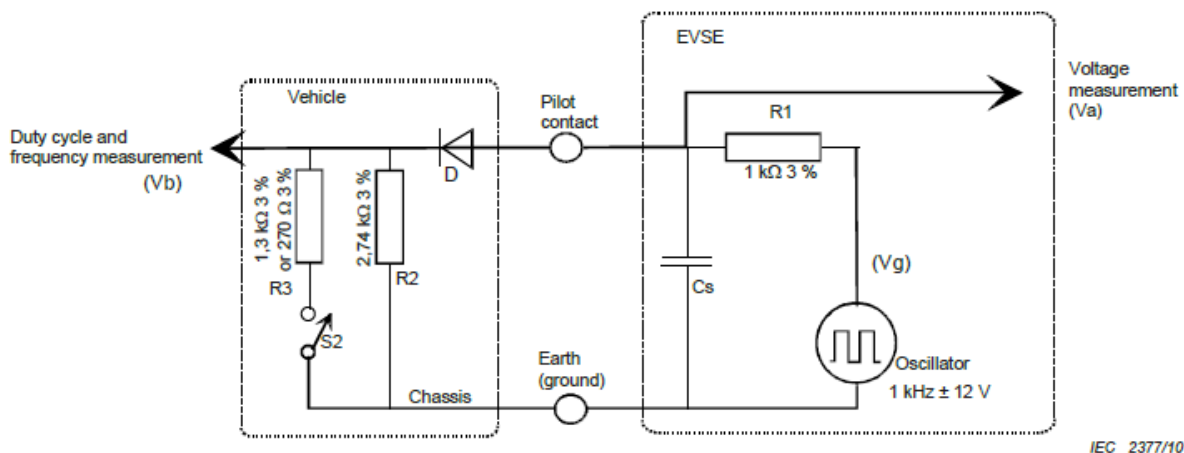 EVSE
Voltage
measurement
(Va)
Vehicle
Pilot
contact
R1
Duty cycle and
frequency measurement
(Vb)
D
1 kΩ 3 %
1,3 kΩ 3 %
or 270 Ω 3 %
2,74 kΩ 3 %
R3
R2
Cs
(Vg)
S2
Earth
(ground)
Oscillator
Chassis
1 kHz ± 12 V
IEC 2377/10